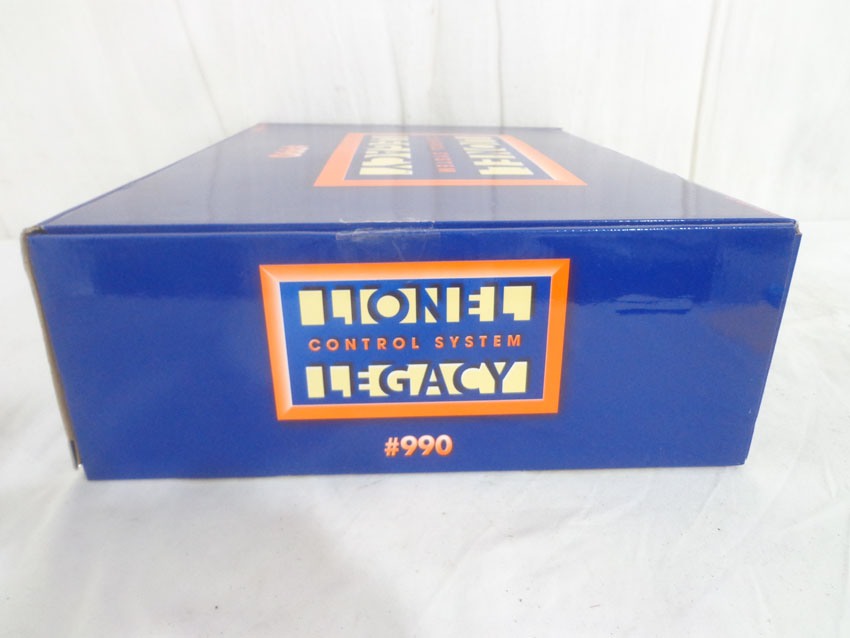 LIONEL
CONTROL SYSTEM
LEGACY
#990